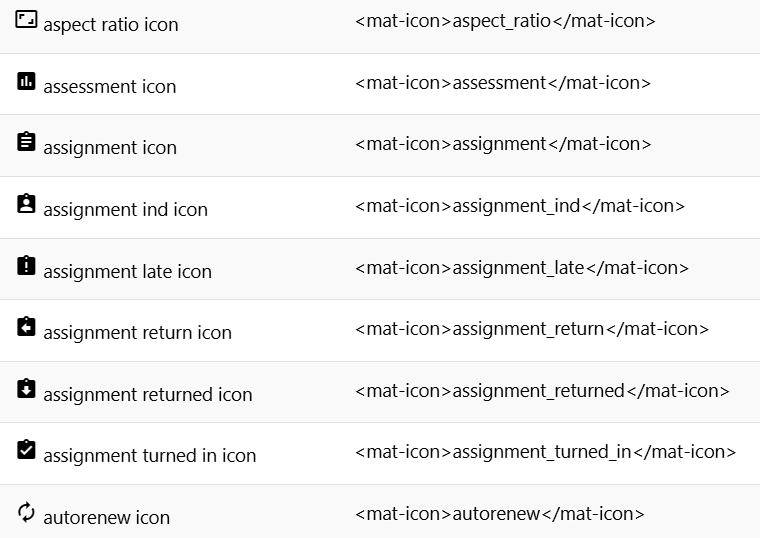 aspect ratio icon <mat-icon>aspect_ratio</mat-icon>
assessment icon <mat-icon>assessment</mat-icon>
assignment icon <mat-icon>assignment</mat-icon>
assignment ind icon <mat-icon>assignment_ind</mat-icon>
assignment late icon <mat-icon>assignment_late</mat-icon>
assignment return icon <mat-icon>assignment_return</mat-icon>
assignment returned icon <mat-icon>assignment_returned</mat-icon>
assignment turned in icon <mat-icon>assignment_turned_in</mat-icon>
autorenew icon <mat-icon>autorenew</mat-icon>